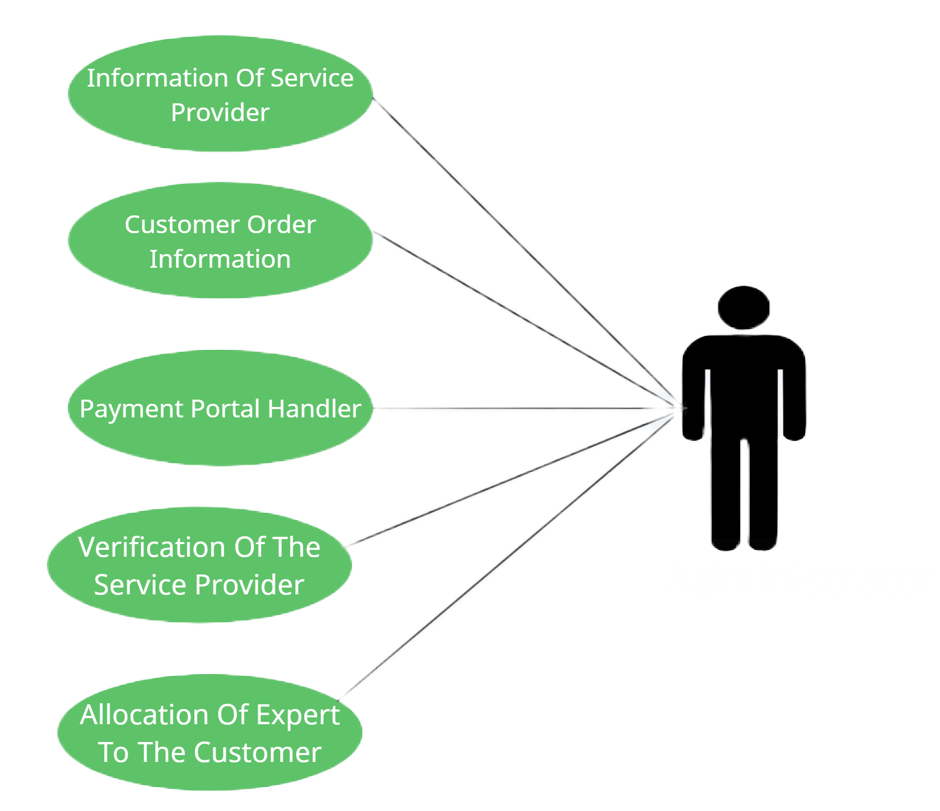 Information Of Service
Provider
Customer Order
Information
Payment Portal Handler
Verification Of The
Service Provider
Allocation Of Expert
To The Customer